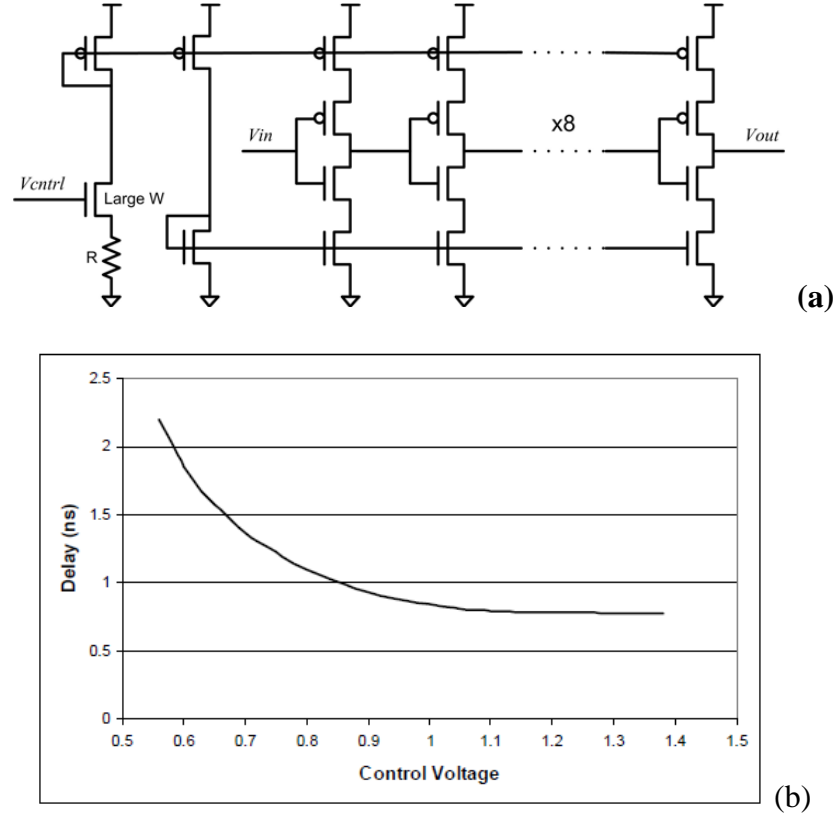 Vin
x8
Vout
Vcntrl
Large W
R
(a)
2.5
2
1.5
1
0.5
0
Delay (ns)
0.5 0.6 0.7 0.8 0.9 1 1.1 1.2 1.3 1.4 1.5
Control Voltage
(b)